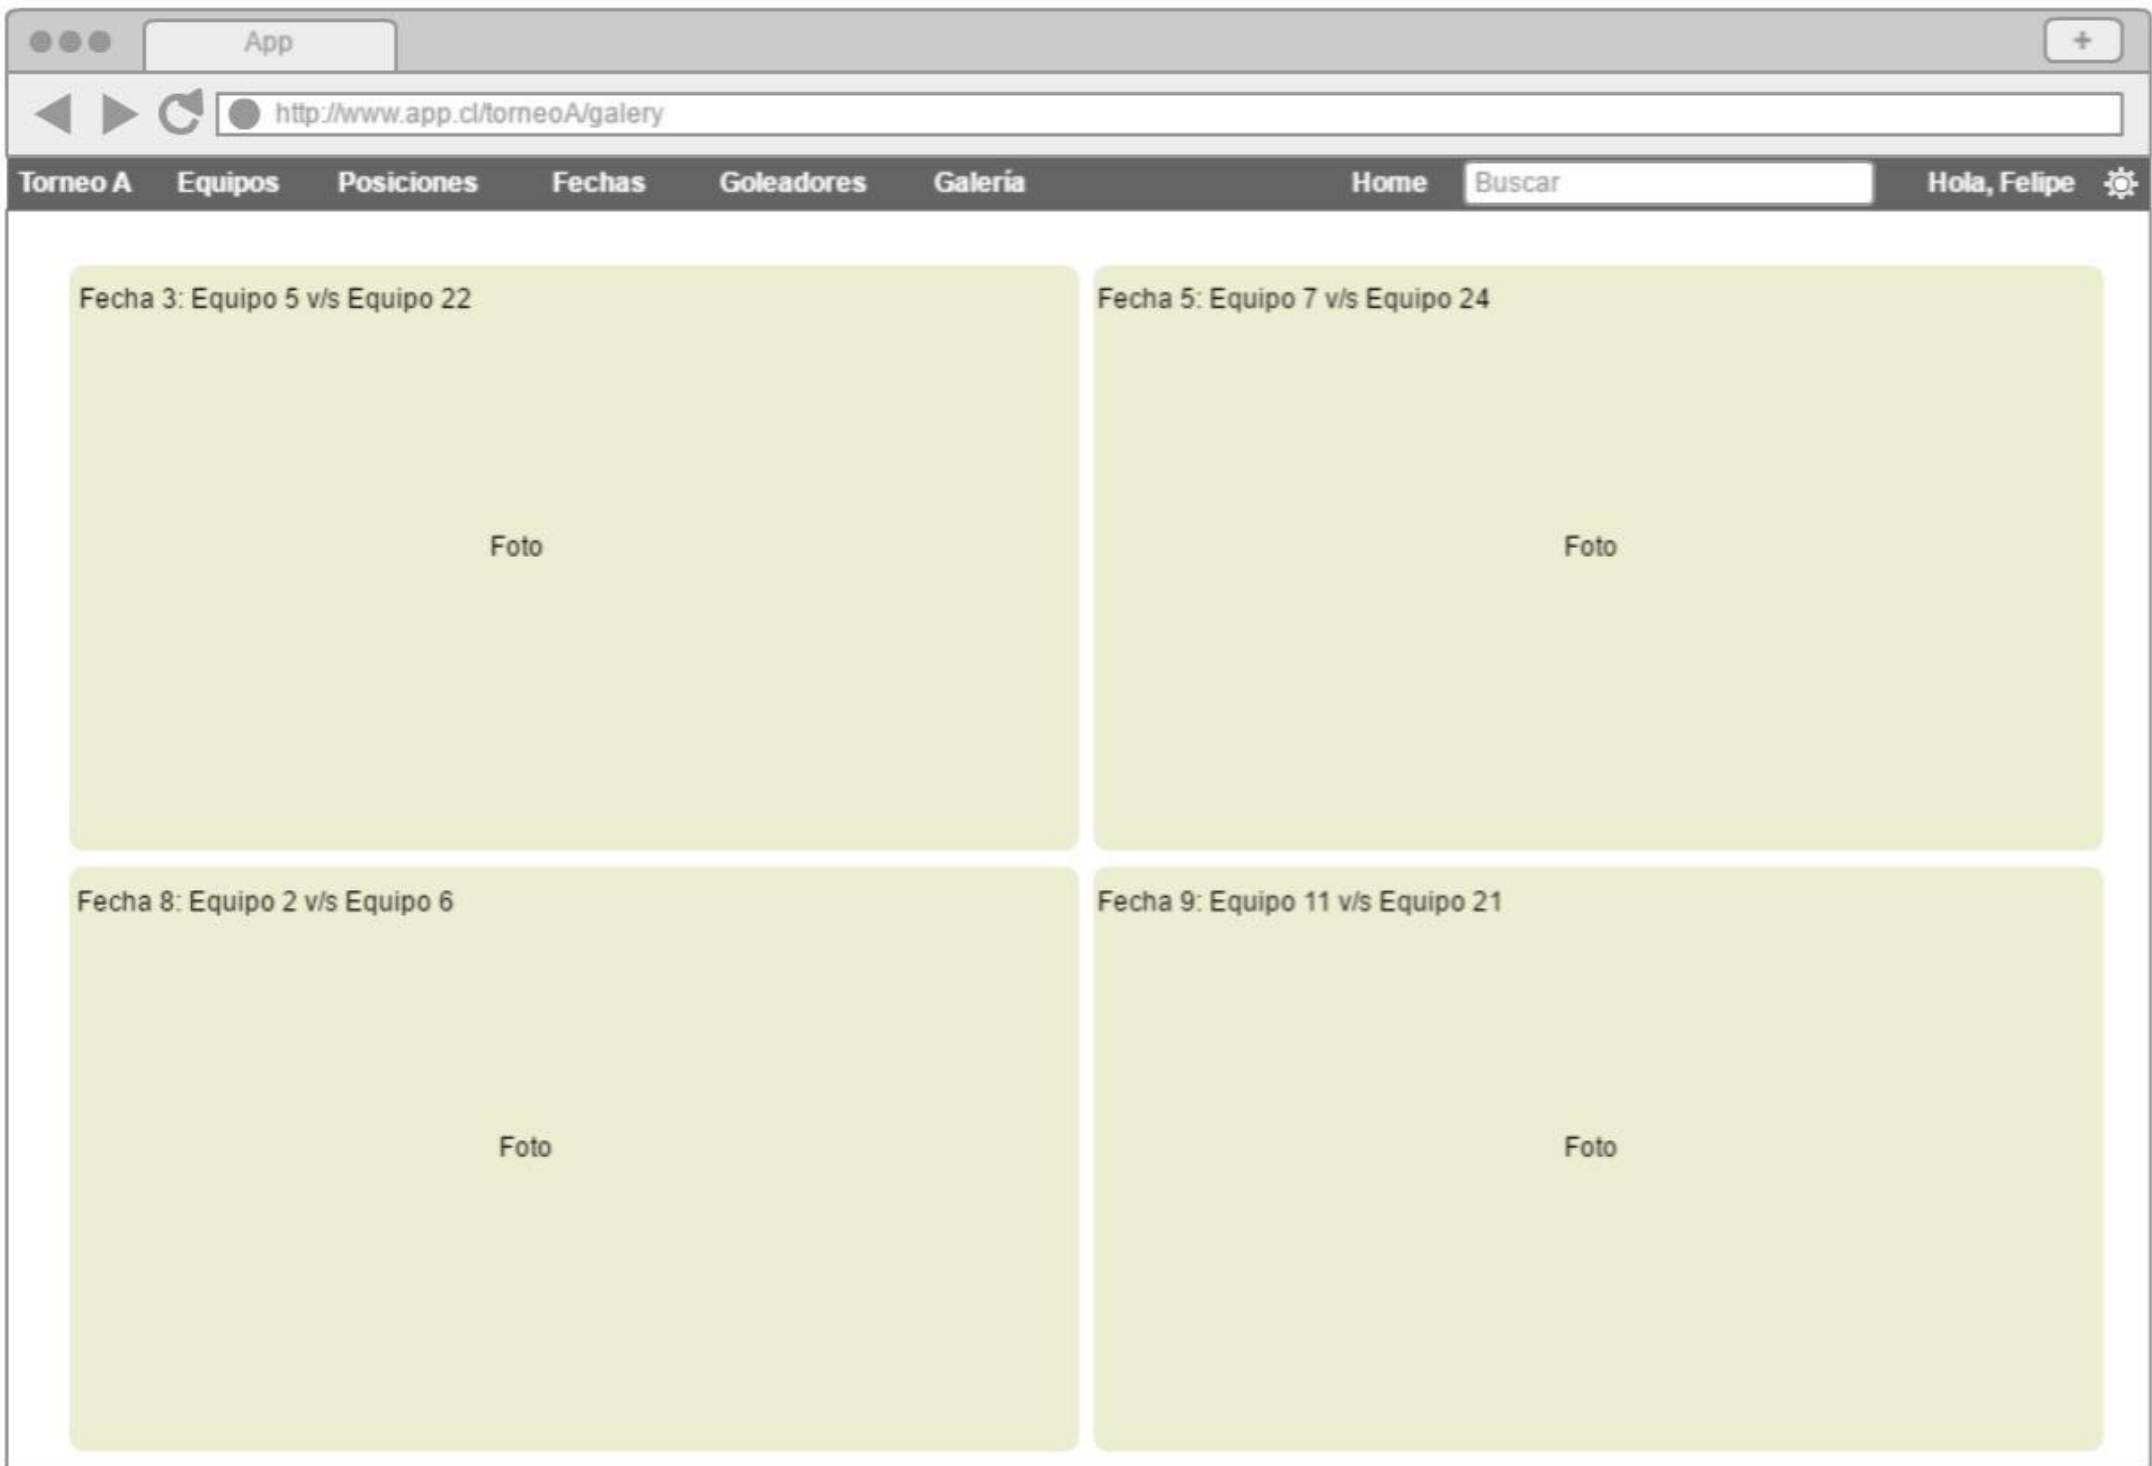 App
+
http://www.app.cl/torneoA/galery
Torneo A Equipos Posiciones Fechas Goleadores Galería Home Buscar Hola, Felipe
Fecha 3: Equipo 5 v/s Equipo 22
Foto
Fecha 5: Equipo 7 v/s Equipo 24
Foto
Fecha 8: Equipo 2 v/s Equipo 6
Foto
Fecha 9: Equipo 11 v/s Equipo 21
Foto